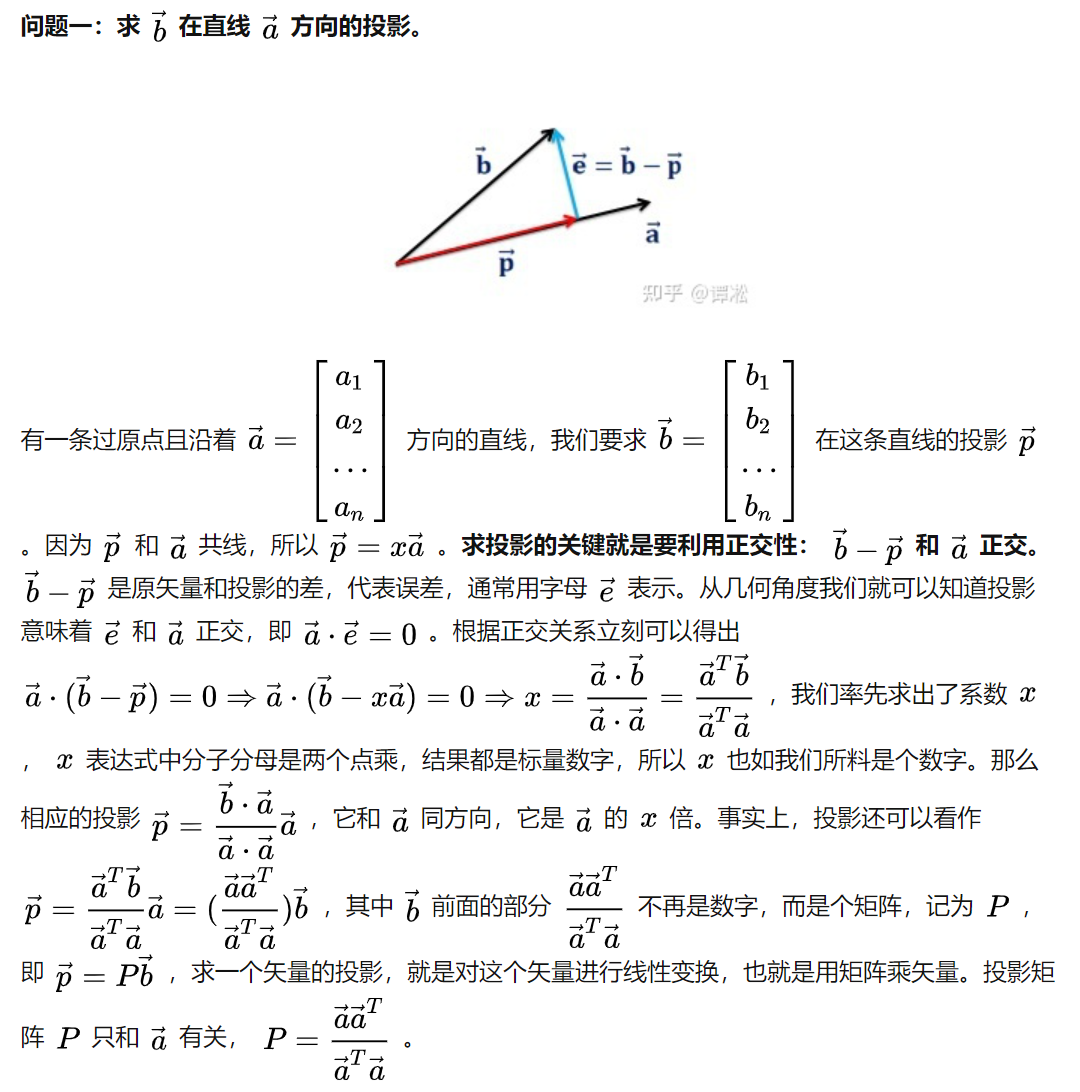 问题一：求 $\vec{b}$ 在直线 $\vec{a}$ 方向的投影。
$\vec{b}$
$\vec{e} = \vec{b} - \vec{p}$
$\vec{a}$
$\vec{p}$
知乎 @谭凇
有一条过原点且沿着 $\vec{a} = \begin{bmatrix} a_1 \\ a_2 \\ \cdots \\ a_n \end{bmatrix}$ 方向的直线，我们要求 $\vec{b} = \begin{bmatrix} b_1 \\ b_2 \\ \cdots \\ b_n \end{bmatrix}$ 在这条直线的投影 $\vec{p}$
。因为 $\vec{p}$ 和 $\vec{a}$ 共线，所以 $\vec{p} = x\vec{a}$ 。求投影的关键就是要利用正交性： $\vec{b} - \vec{p}$ 和 $\vec{a}$ 正交。
$\vec{b} - \vec{p}$ 是原矢量和投影的差，代表误差，通常用字母 $\vec{e}$ 表示。从几何角度我们就可以知道投影
意味着 $\vec{e}$ 和 $\vec{a}$ 正交，即 $\vec{a} \cdot \vec{e} = 0$ 。根据正交关系立刻可以得出
$\vec{a} \cdot (\vec{b} - \vec{p}) = 0 \Rightarrow \vec{a} \cdot (\vec{b} - x\vec{a}) = 0 \Rightarrow x = \frac{\vec{a} \cdot \vec{b}}{\vec{a} \cdot \vec{a}} = \frac{\vec{a}^T \vec{b}}{\vec{a}^T \vec{a}}$ ，我们率先求出了系数 $x$
， $x$ 表达式中分子分母是两个点乘，结果都是标量数字，所以 $x$ 也如我们所料是个数字。那么
相应的投影 $\vec{p} = \frac{\vec{b} \cdot \vec{a}}{\vec{a} \cdot \vec{a}} \vec{a}$ ，它和 $\vec{a}$ 同方向，它是 $\vec{a}$ 的 $x$ 倍。事实上，投影还可以看作
$\vec{p} = \frac{\vec{a}^T \vec{b}}{\vec{a}^T \vec{a}} \vec{a} = (\frac{\vec{a}\vec{a}^T}{\vec{a}^T \vec{a}}) \vec{b}$ ，其中 $\vec{b}$ 前面的部分 $\frac{\vec{a}\vec{a}^T}{\vec{a}^T \vec{a}}$ 不再是数字，而是个矩阵，记为 $P$ ，
即 $\vec{p} = P\vec{b}$ ，求一个矢量的投影，就是对这个矢量进行线性变换，也就是用矩阵乘矢量。投影矩
阵 $P$ 只和 $\vec{a}$ 有关， $P = \frac{\vec{a}\vec{a}^T}{\vec{a}^T \vec{a}}$ 。